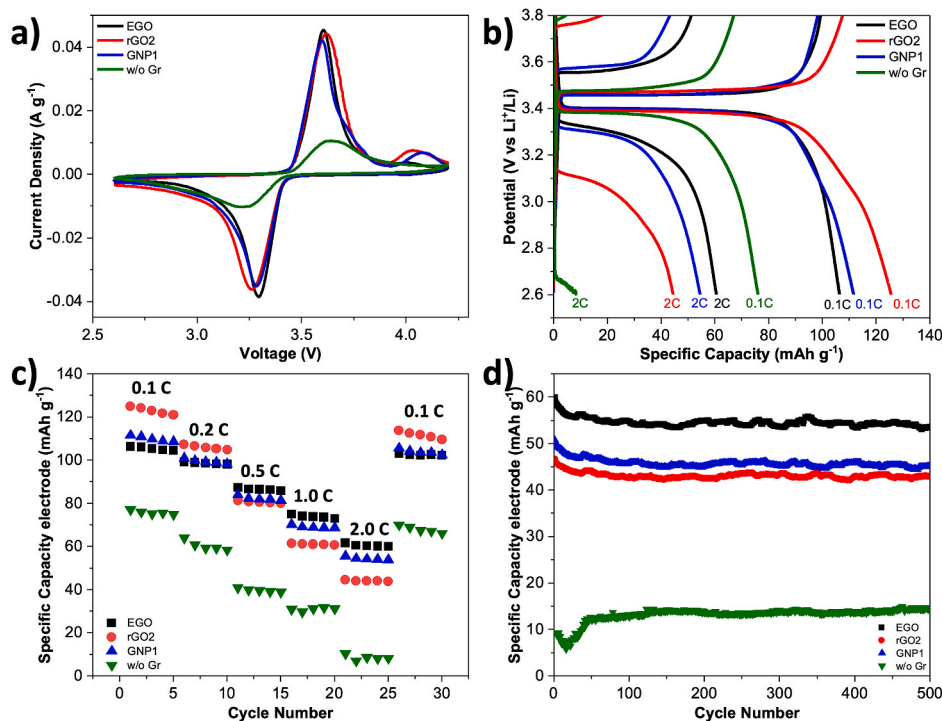 a)
EGO
rGO2
GNP1
w/o Gr
0.04
0.02
0.00
-0.02
-0.04
Current Density (A g⁻¹)
2.5 3.0 3.5 4.0
Voltage (V)
b)
EGO
rGO2
GNP1
w/o Gr
3.8
3.6
3.4
3.2
3.0
2.8
2.6
Potential (V vs Li⁺/Li)
2C 2C 2C 2C 0.1C 0.1C 0.1C 0.1C
0 20 40 60 80 100 120 140
Specific Capacity (mAh g⁻¹)
c)
140
120
100
80
60
40
20
0
Specific Capacity electrode (mAh g⁻¹)
0.1 C
0.2 C
0.5 C
1.0 C
2.0 C
0.1 C
EGO
rGO2
GNP1
w/o Gr
0 5 10 15 20 25 30
Cycle Number
d)
60
50
40
30
20
10
0
Specific Capacity electrode (mAh g⁻¹)
EGO
rGO2
GNP1
w/o Gr
0 100 200 300 400 500
Cycle Number